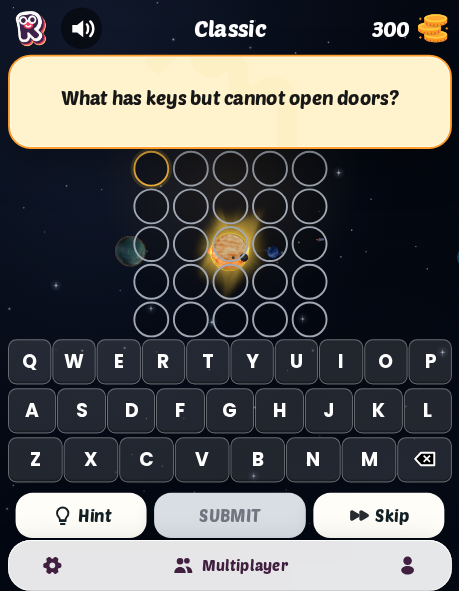 Classic
300
What has keys but cannot open doors?
Q W E R T Y U I O P
A S D F G H J K L
Z X C V B N M
Hint SUBMIT Skip
Multiplayer